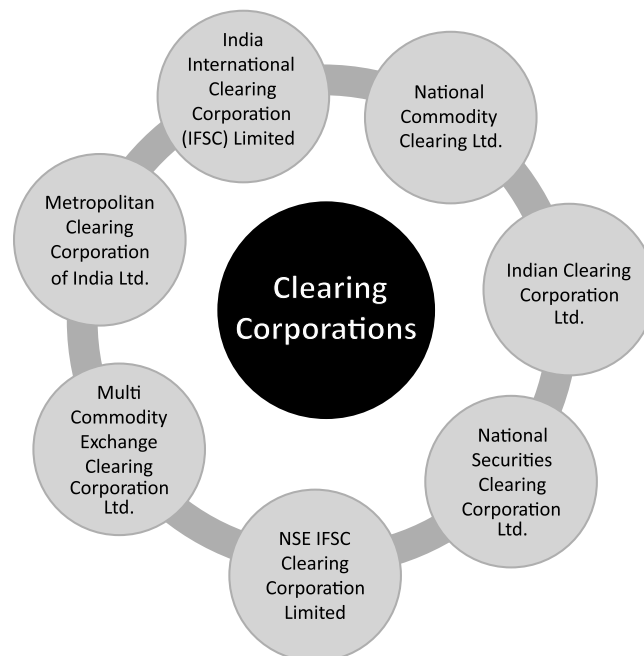 India
International
Clearing
Corporation
(IFSC) Limited
National
Commodity
Clearing Ltd.
Indian Clearing
Corporation
Ltd.
National
Securities
Clearing
Corporation
Ltd.
NSE IFSC
Clearing
Corporation
Limited
Multi
Commodity
Exchange
Clearing
Corporation
Ltd.
Metropolitan
Clearing
Corporation
of India Ltd.
Clearing
Corporations